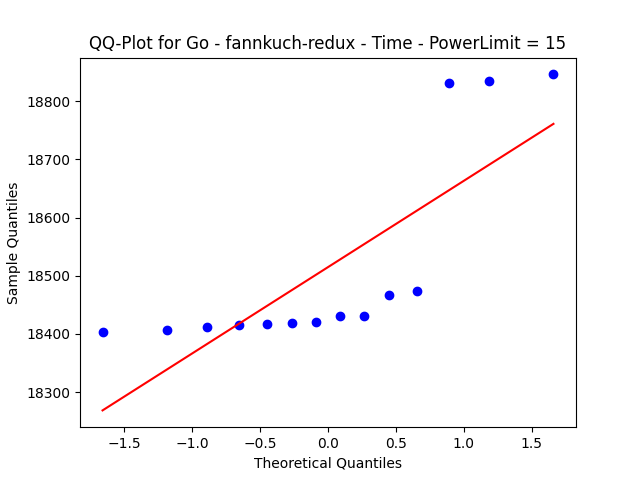 QQ-Plot for Go - fannkuch-redux - Time - PowerLimit = 15
Sample Quantiles
18800
18700
18600
18500
18400
18300
−1.5 −1.0 −0.5 0.0 0.5 1.0 1.5
Theoretical Quantiles